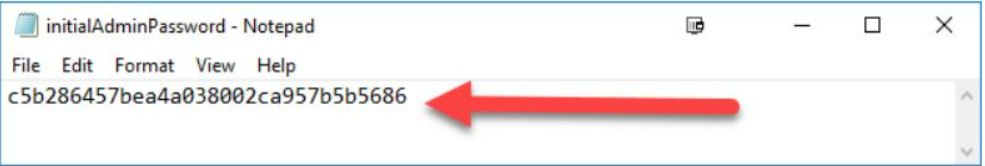 initialAdminPassword - Notepad
File Edit Format View Help
c5b286457bea4a038002ca957b5b5686